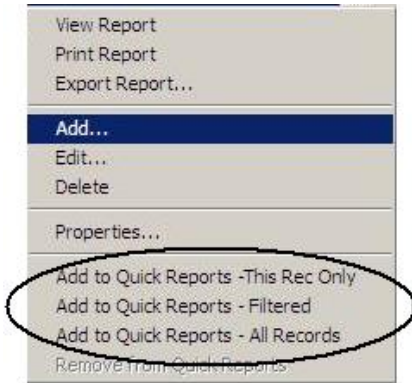 View Report
Print Report
Export Report...
Add...
Edit...
Delete
Properties...
Add to Quick Reports -This Rec Only
Add to Quick Reports - Filtered
Add to Quick Reports - All Records
Remove from Quick Reports